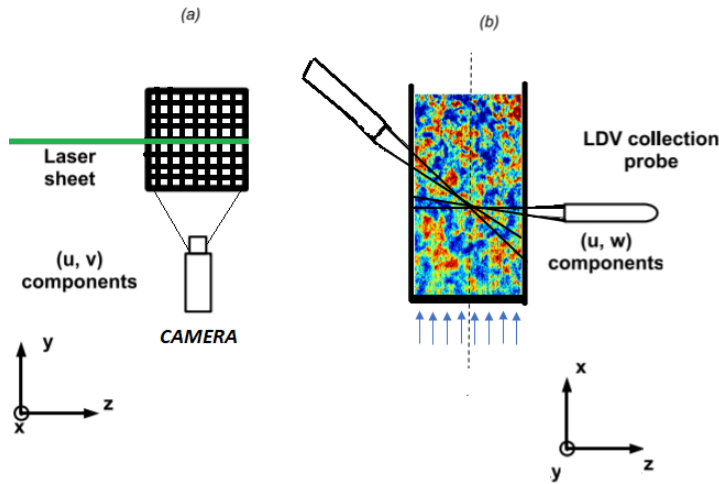 (a)
Laser
sheet
(u, v)
components
CAMERA
y
z
x
(b)
LDV collection
probe
(u, w)
components
x
z
y